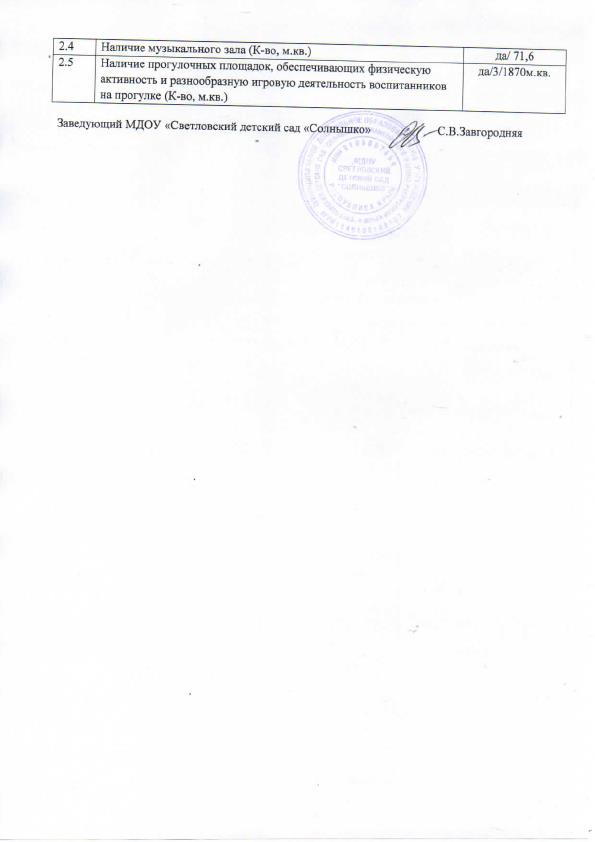 2.4 Наличие музыкального зала (К-во, м.кв.) да/ 71,6
2.5 Наличие прогулочных площадок, обеспечивающих физическую да/3/1870м.кв.
активность и разнообразную игровую деятельность воспитанников
на прогулке (К-во, м.кв.)
Заведующий МДОУ «Светловский детский сад «Солнышко» С.В.Завгородняя
МДОУ
СВЕТЛОВСКИЙ
ДЕТСКИЙ САД
"СОЛНЫШКО"